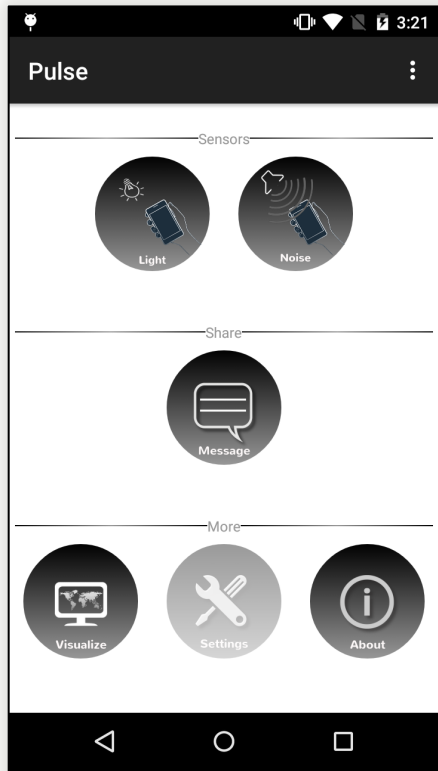 3:21
Pulse
Sensors
Light
Noise
Share
Message
More
Visualize
Settings
About